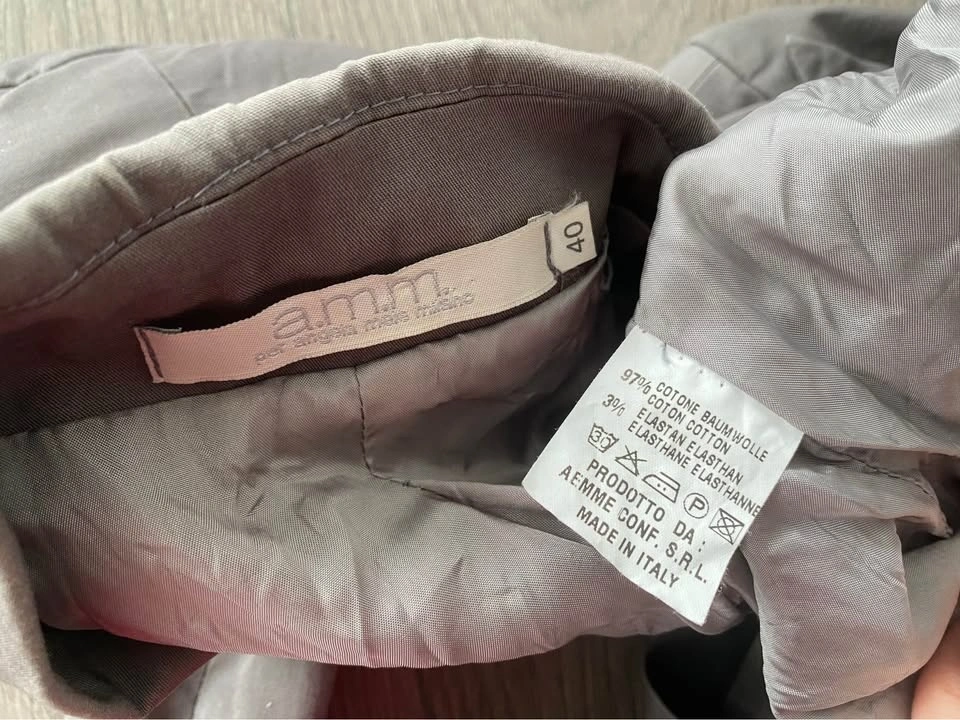 a.m.m.
per angela mele milano
40
97% COTONE BAUMWOLLE
COTON COTTON
3% ELASTAN ELASTHAN
ELASTHANE ELASTHANNE
30 P
PRODOTTO DA:
AEMME CONF. S.R.L.
MADE IN ITALY